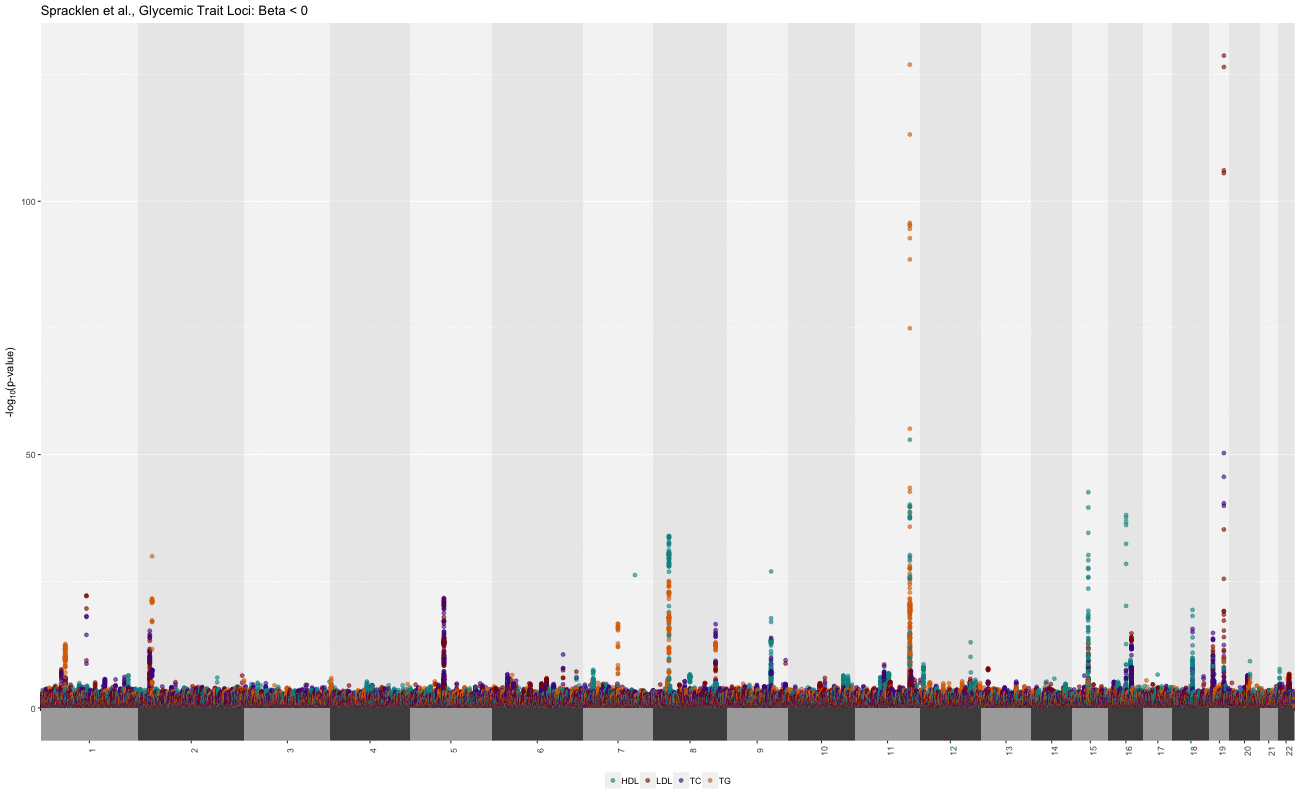 Spracklen et al., Glycemic Trait Loci: Beta < 0
-log10(p-value)
100
50
0
1 2 3 4 5 6 7 8 9 10 11 12 13 14 15 16 17 18 19 20 21 22
HDL LDL TC TG